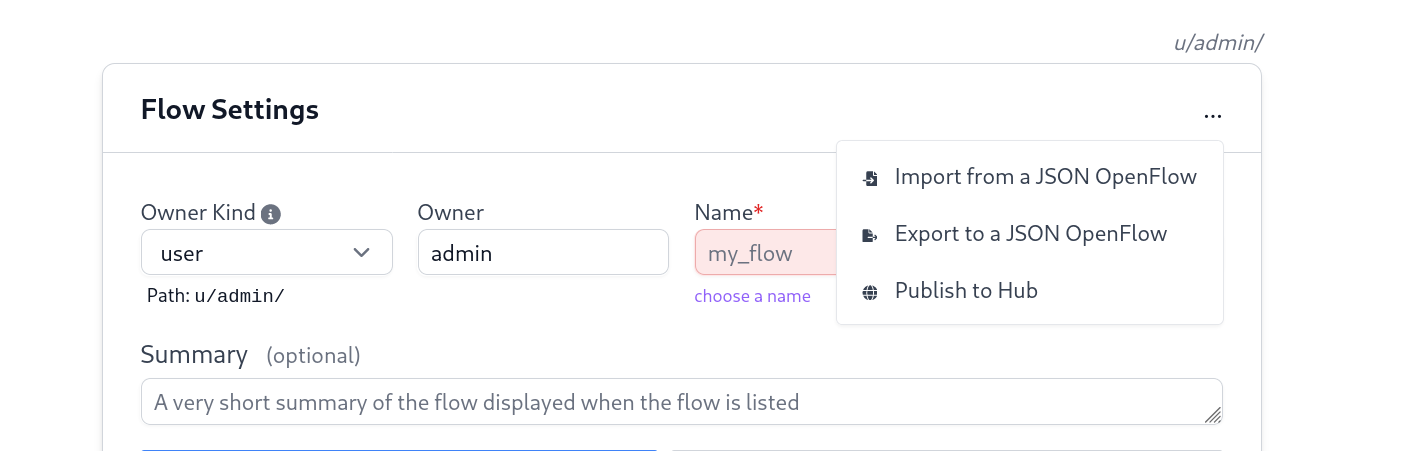 u/admin/
Flow Settings
...
Import from a JSON OpenFlow
Export to a JSON OpenFlow
Publish to Hub
Owner Kind
Owner
Name*
user
admin
my_flow
Path: u/admin/
choose a name
Summary (optional)
A very short summary of the flow displayed when the flow is listed